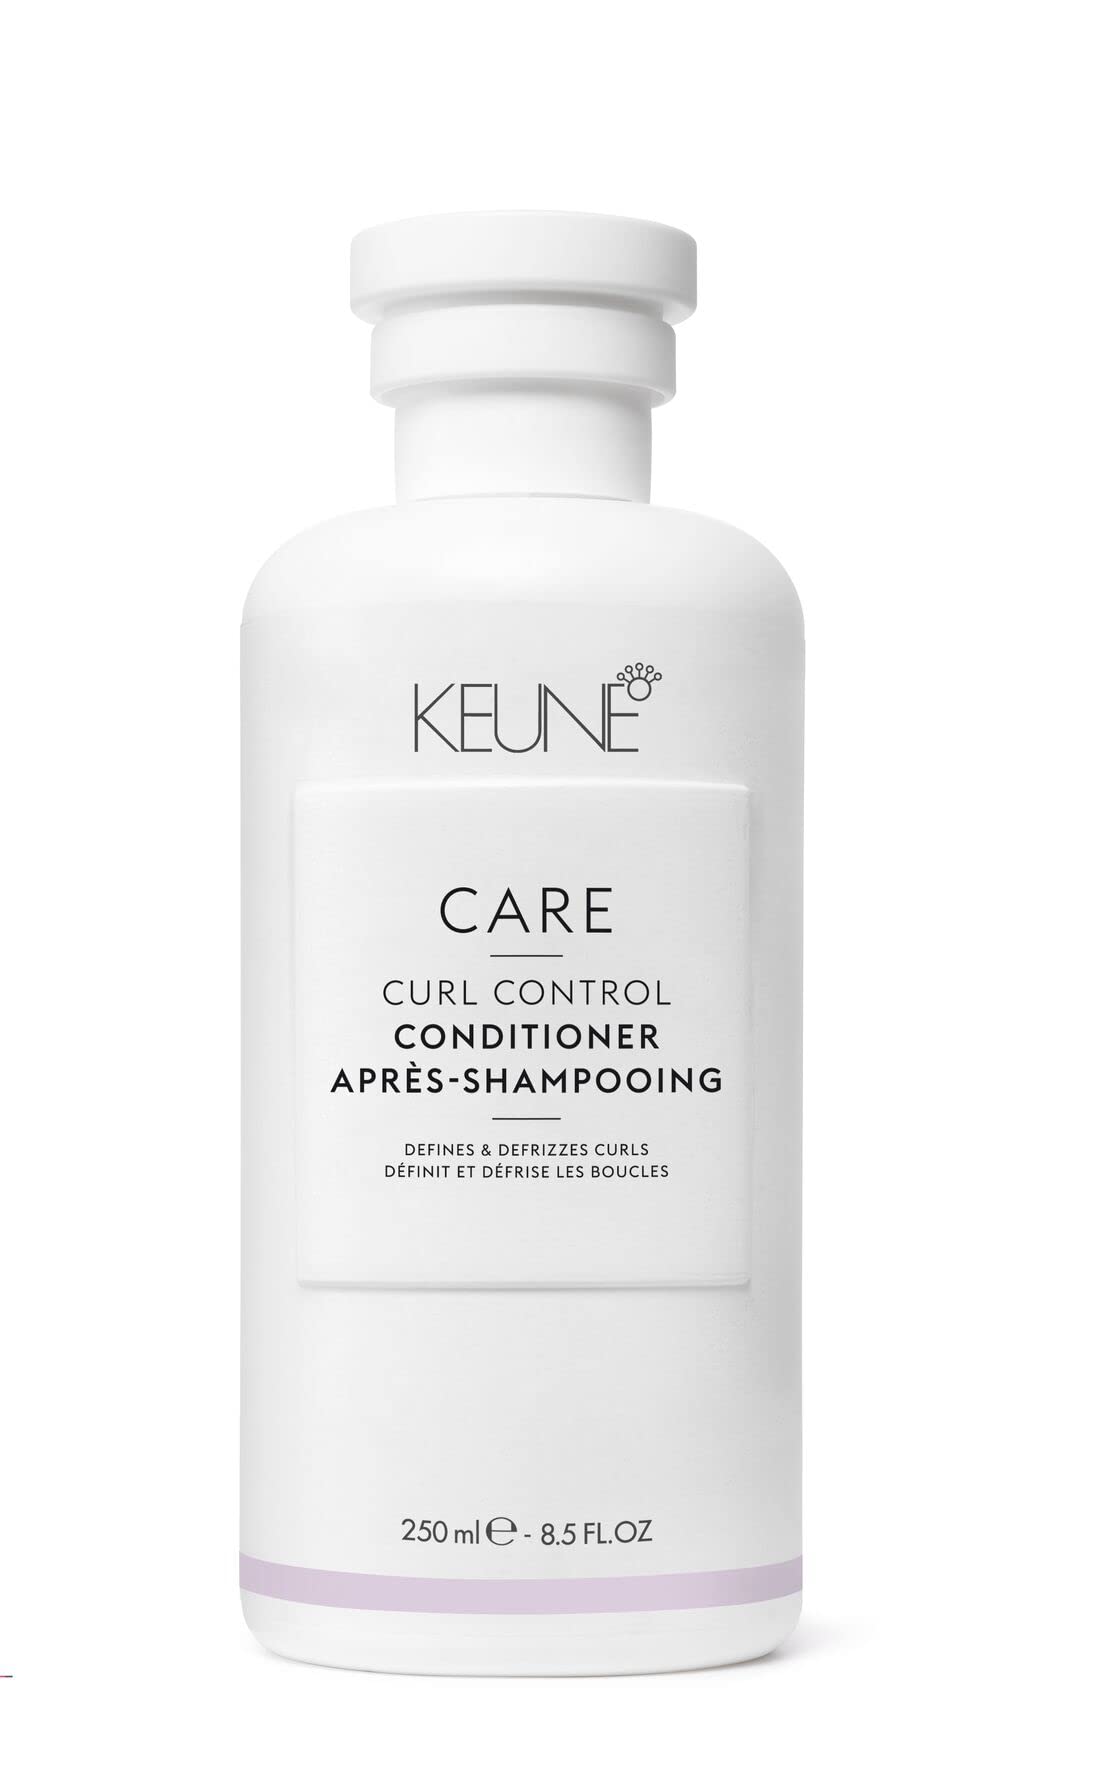 KEUNE
CARE
CURL CONTROL
CONDITIONER
APRÈS-SHAMPOOING
DEFINES & DEFRIZZES CURLS
DÉFINIT ET DÉFRISE LES BOUCLES
250 ml ℮ - 8.5 FL.OZ